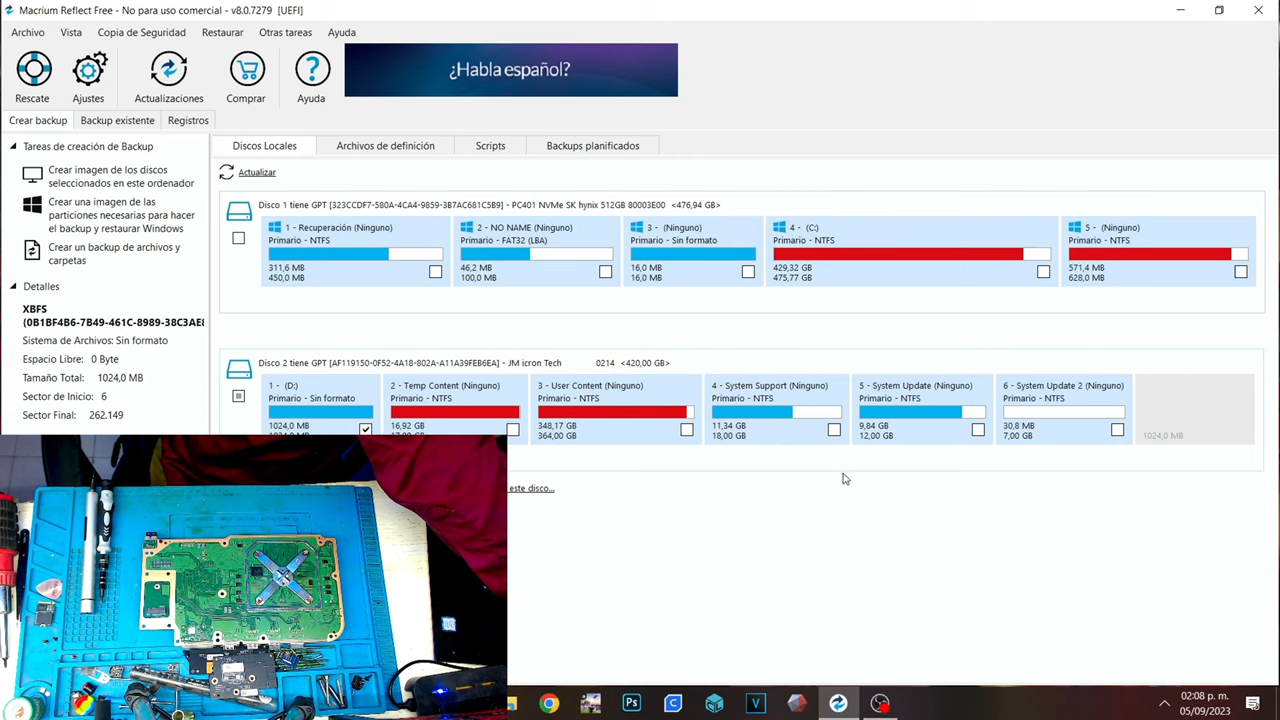 Macrium Reflect Free - No para uso comercial - v8.0.7279 [UEFI]
Archivo Vista Copia de Seguridad Restaurar Otras tareas Ayuda
¿Habla español?
Rescate Ajustes Actualizaciones Comprar Ayuda
Crear backup Backup existente Registros
Tareas de creación de Backup
Crear imagen de los discos
seleccionados en este ordenador
Crear una imagen de las
particiones necesarias para hacer
el backup y restaurar Windows
Crear un backup de archivos y
carpetas
Detalles
XBFS
(0B1BF4B6-7B49-461C-8989-38C3AE8
Sistema de Archivos: Sin formato
Espacio Libre: 0 Byte
Tamaño Total: 1024,0 MB
Sector de Inicio: 6
Sector Final: 262.149
Discos Locales Archivos de definición Scripts Backups planificados
Actualizar
Disco 1 tiene GPT [323CCDF7-580A-4CA4-9859-3B7AC681C5B9] - PC401 NVMe SK hynix 512GB 80003E00 <476,94 GB>
1 - Recuperación (Ninguno)
Primario - NTFS
311,6 MB
450,0 MB
2 - NO NAME (Ninguno)
Primario - FAT32 (LBA)
46,2 MB
100,0 MB
3 - (Ninguno)
Primario - Sin formato
16,0 MB
16,0 MB
4 - (C:)
Primario - NTFS
429,32 GB
475,77 GB
5 - (Ninguno)
Primario - NTFS
571,4 MB
628,0 MB
Disco 2 tiene GPT [AF119150-0F52-4A18-802A-A11A39FEB6EA] - JM icron Tech 0214 <420,00 GB>
1 - (D:)
Primario - Sin formato
1024,0 MB
2 - Temp Content (Ninguno)
Primario - NTFS
16,92 GB
3 - User Content (Ninguno)
Primario - NTFS
348,17 GB
364,00 GB
4 - System Support (Ninguno)
Primario - NTFS
11,34 GB
18,00 GB
5 - System Update (Ninguno)
Primario - NTFS
9,84 GB
12,00 GB
6 - System Update 2 (Ninguno)
Primario - NTFS
30,8 MB
7,00 GB
1024,0 MB
este disco...
Ps
C
V
02:08 p. m.
05/09/2023